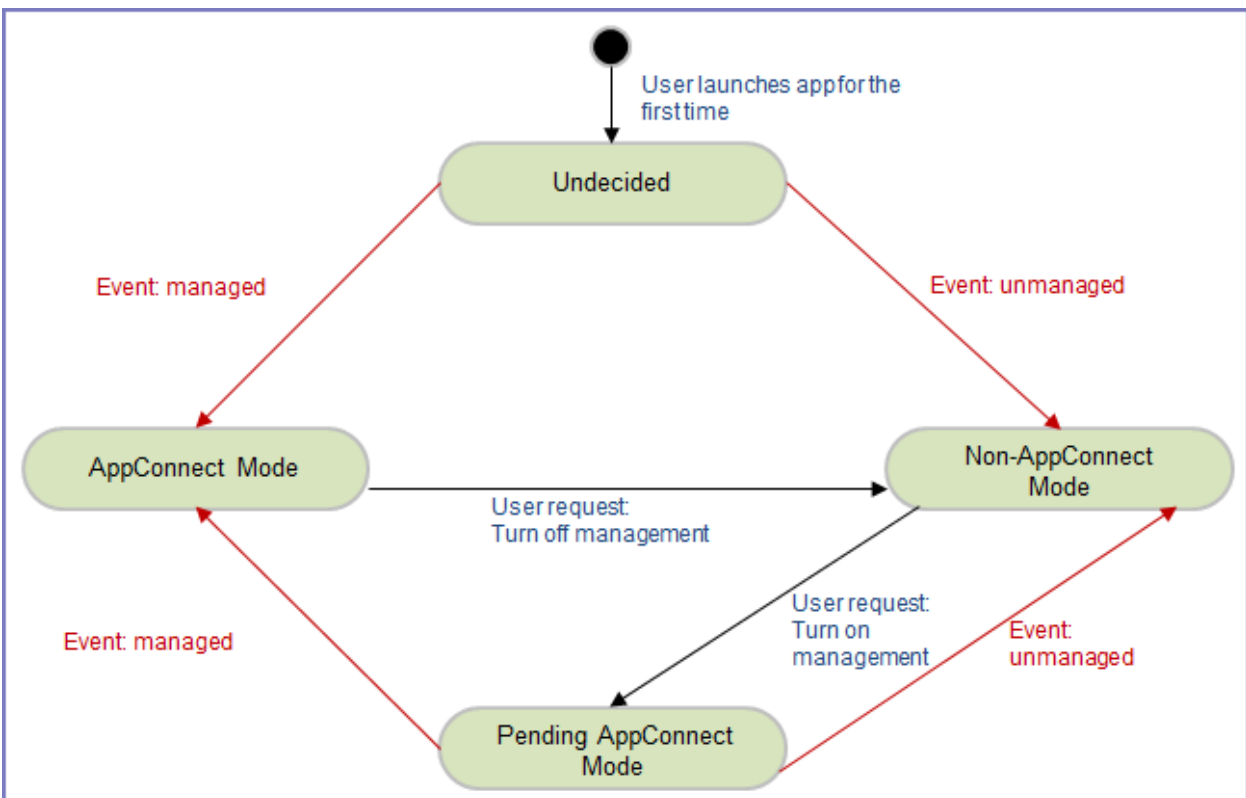 User launches app for the
first time
Undecided
Event: managed
Event: unmanaged
AppConnect Mode
Non-AppConnect
Mode
User request:
Turn off management
User request:
Turn on
management
Event:
unmanaged
Event: managed
Pending AppConnect
Mode